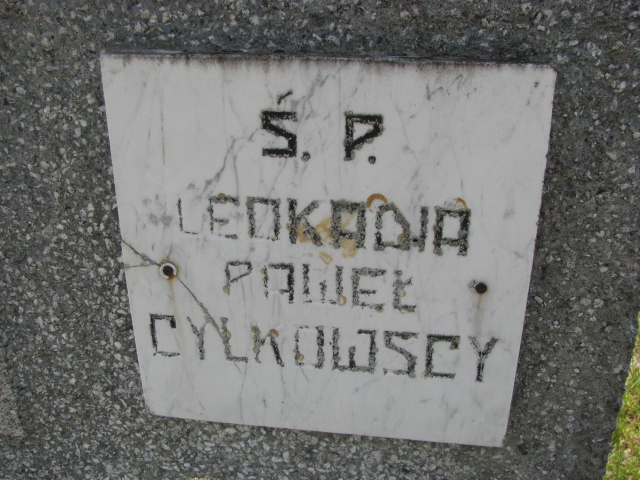 Ś. P.
LEOKADIA
PAWEŁ
CYLKOWSCY